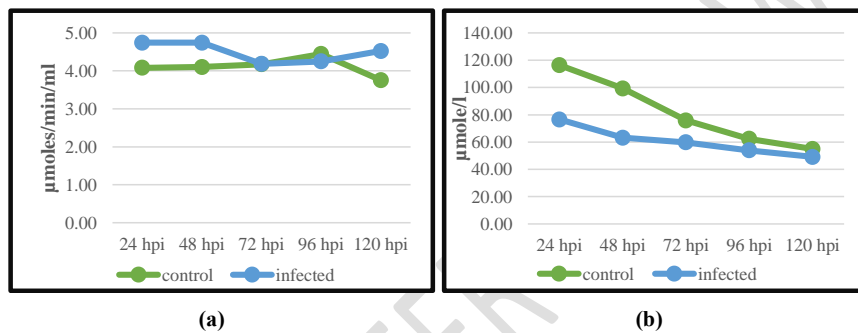 5.00
4.00
3.00
2.00
1.00
0.00
µmoles/min/ml
24 hpi 48 hpi 72 hpi 96 hpi 120 hpi
control infected
(a)
140.00
120.00
100.00
80.00
60.00
40.00
20.00
0.00
µmole/l
24 hpi 48 hpi 72 hpi 96 hpi 120 hpi
control infected
(b)